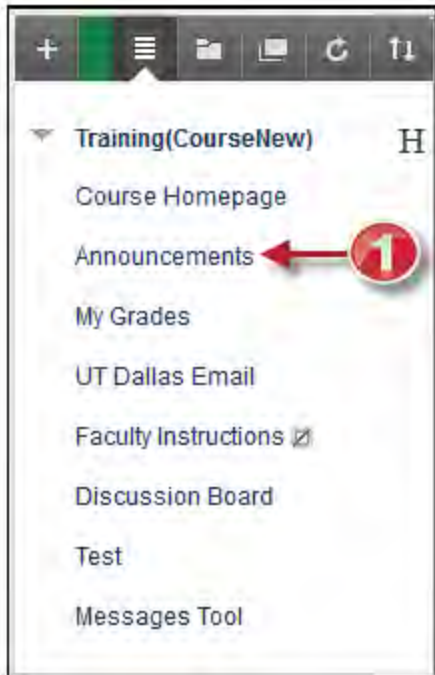 Training(CourseNew) H
Course Homepage
Announcements 1
My Grades
UT Dallas Email
Faculty Instructions
Discussion Board
Test
Messages Tool